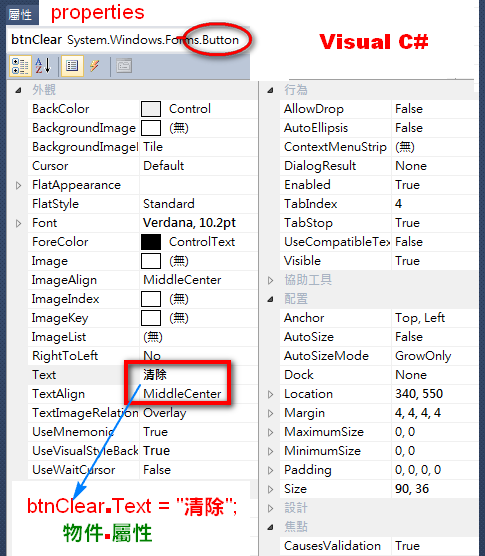 屬性 properties
btnClear System.Windows.Forms.Button
Visual C#
外觀
BackColor Control
BackgroundImage (無)
BackgroundImageI Tile
Cursor Default
FlatAppearance
FlatStyle Standard
Font Verdana, 10.2pt
ForeColor ControlText
Image (無)
ImageAlign MiddleCenter
ImageIndex (無)
ImageKey (無)
ImageList (無)
RightToLeft No
Text 清除
TextAlign MiddleCenter
TextImageRelation Overlay
UseMnemonic True
UseVisualStyleBack True
UseWaitCursor False
btnClear.Text = "清除";
物件.屬性
行為
AllowDrop False
AutoEllipsis False
ContextMenuStrip (無)
DialogResult None
Enabled True
TabIndex 4
TabStop True
UseCompatibleTex False
Visible True
協助工具
配置
Anchor Top, Left
AutoSize False
AutoSizeMode GrowOnly
Dock None
Location 340, 550
Margin 4, 4, 4, 4
MaximumSize 0, 0
MinimumSize 0, 0
Padding 0, 0, 0, 0
Size 90, 36
設計
焦點
CausesValidation True